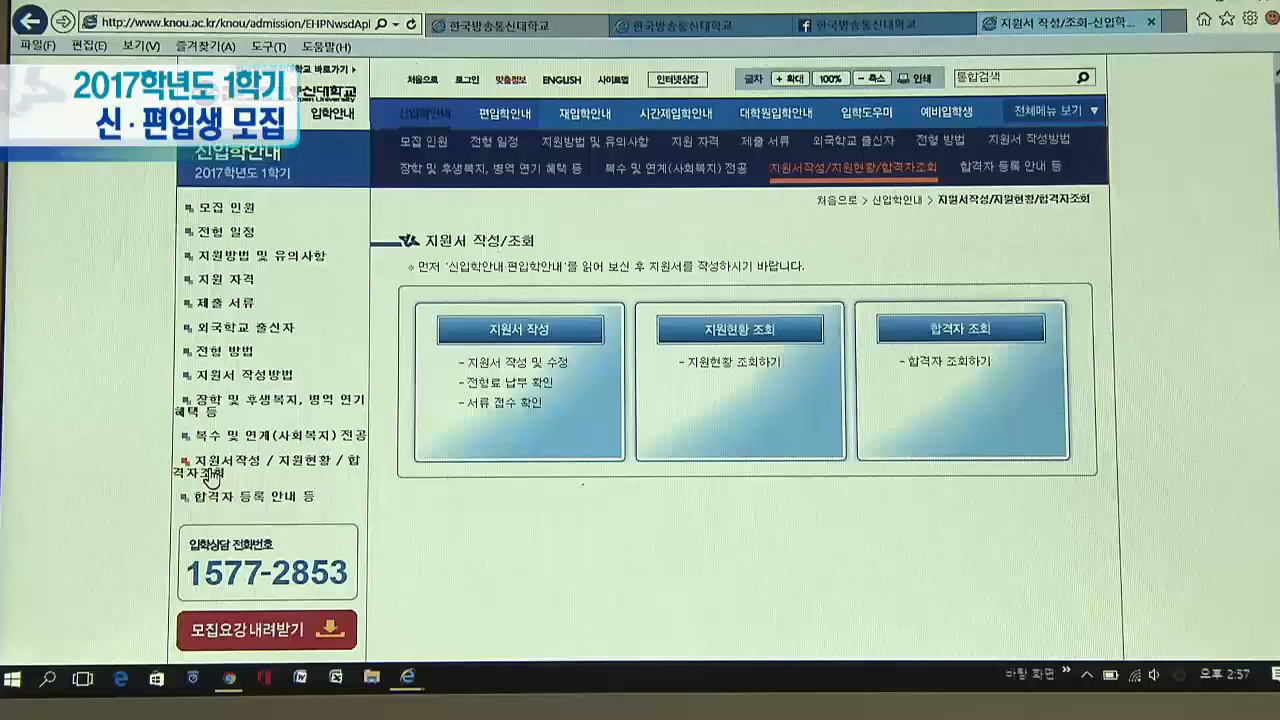 http://www.knou.ac.kr/knou/admission/EHPNwsdApl
한국방송통신대학교
한국방송통신대학교
한국방송통신대학교
지원서 작성/조회-신입학...
파일(F) 편집(E) 보기(V) 즐겨찾기(A) 도구(T) 도움말(H)
2017학년도 1학기
신·편입생 모집
학교 바로가기
입학안내
처음으로 로그인 맞춤정보 ENGLISH 사이트맵 인터넷상담
글자 + 확대 100% - 축소 인쇄
통합검색
신입학안내 편입학안내 재입학안내 시간제입학안내 대학원입학안내 입학도우미 예비입학생 전체메뉴 보기 ▼
모집 인원 전형 일정 지원방법 및 유의사항 지원 자격 제출 서류 외국학교 출신자 전형 방법 지원서 작성방법
장학 및 후생복지, 병역 연기 혜택 등 복수 및 연계(사회복지) 전공 지원서작성/지원현황/합격자조회 합격자 등록 안내 등
신입학안내
2017학년도 1학기
처음으로 > 신입학안내 > 지원서작성/지원현황/합격자조회
모집 인원
전형 일정
지원방법 및 유의사항
지원 자격
제출 서류
외국학교 출신자
전형 방법
지원서 작성방법
장학 및 후생복지, 병역 연기
혜택 등
복수 및 연계(사회복지) 전공
지원서작성 / 지원현황 / 합
격자조회
합격자 등록 안내 등
지원서 작성/조회
※ 먼저 '신입학안내·편입학안내'를 읽어 보신 후 지원서를 작성하시기 바랍니다.
지원서 작성
- 지원서 작성 및 수정
- 전형료 납부 확인
- 서류 접수 확인
지원현황 조회
- 지원현황 조회하기
합격자 조회
- 합격자 조회하기
입학상담 전화번호
1577-2853
모집요강 내려받기
바탕 화면
오후 2:57